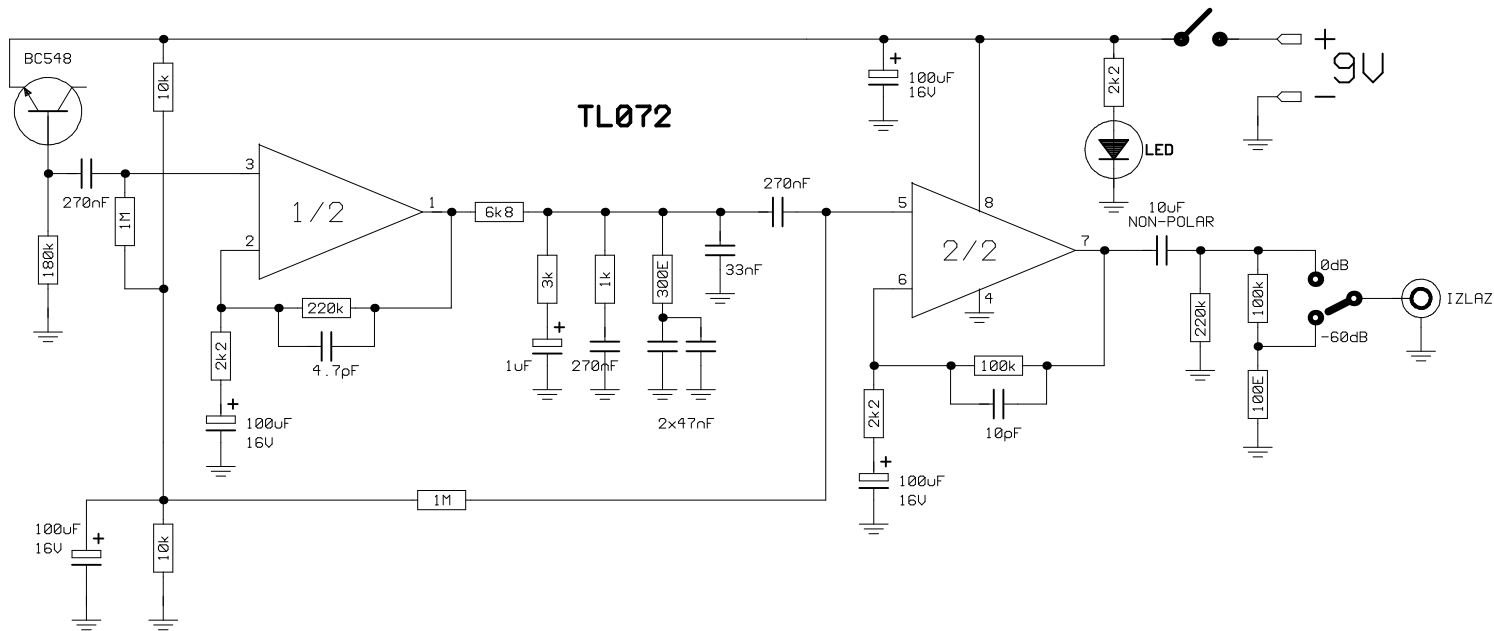 BC548
10k
270nF
1M
180k
3
2
1/2
1
220k
4.7pF
2k2
+
100uF
16V
100uF
16V
+
10k
1M
TL072
6k8
3k
+
1uF
1k
270nF
300E
2x47nF
33nF
270nF
+
100uF
16V
5
6
2/2
8
4
7
100k
10pF
2k2
+
100uF
16V
2k2
LED
+
9V
-
10uF
NON-POLAR
220k
100k
100E
0dB
-60dB
IZLAZ